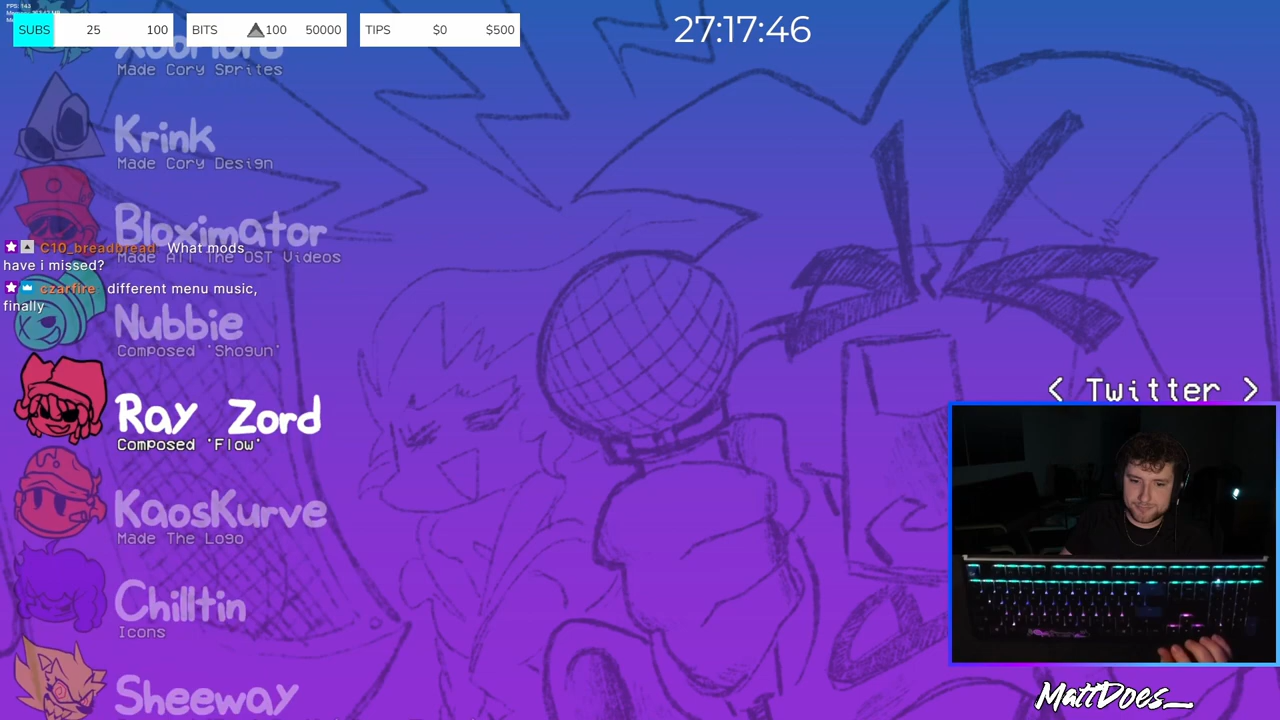 FPS: 143
SUBS 25 100 BITS 100 50000 TIPS $0 $500
27:17:46
Made Cory Sprites
Krink
Made Cory Design
Bloximator
Made All The OST Videos
C10_breadbread What mods
have i missed?
czarfire different menu music,
finally
Nubbie
Composed 'Shogun'
Ray Zord
Composed 'Flow'
< Twitter >
KaosKurve
Made The Logo
Chilltin
Icons
Sheeway
MattDoes_